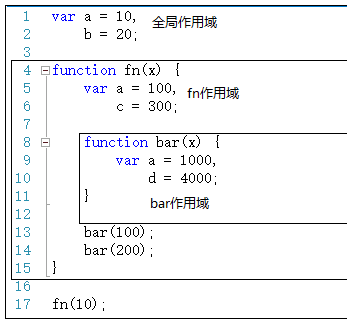 1 var a = 10, 全局作用域
2 b = 20;
3
4 function fn(x) {
5 var a = 100, fn作用域
6 c = 300;
7
8 function bar(x) {
9 var a = 1000,
10 d = 4000;
11 } bar作用域
12
13 bar(100);
14 bar(200);
15 }
16
17 fn(10);